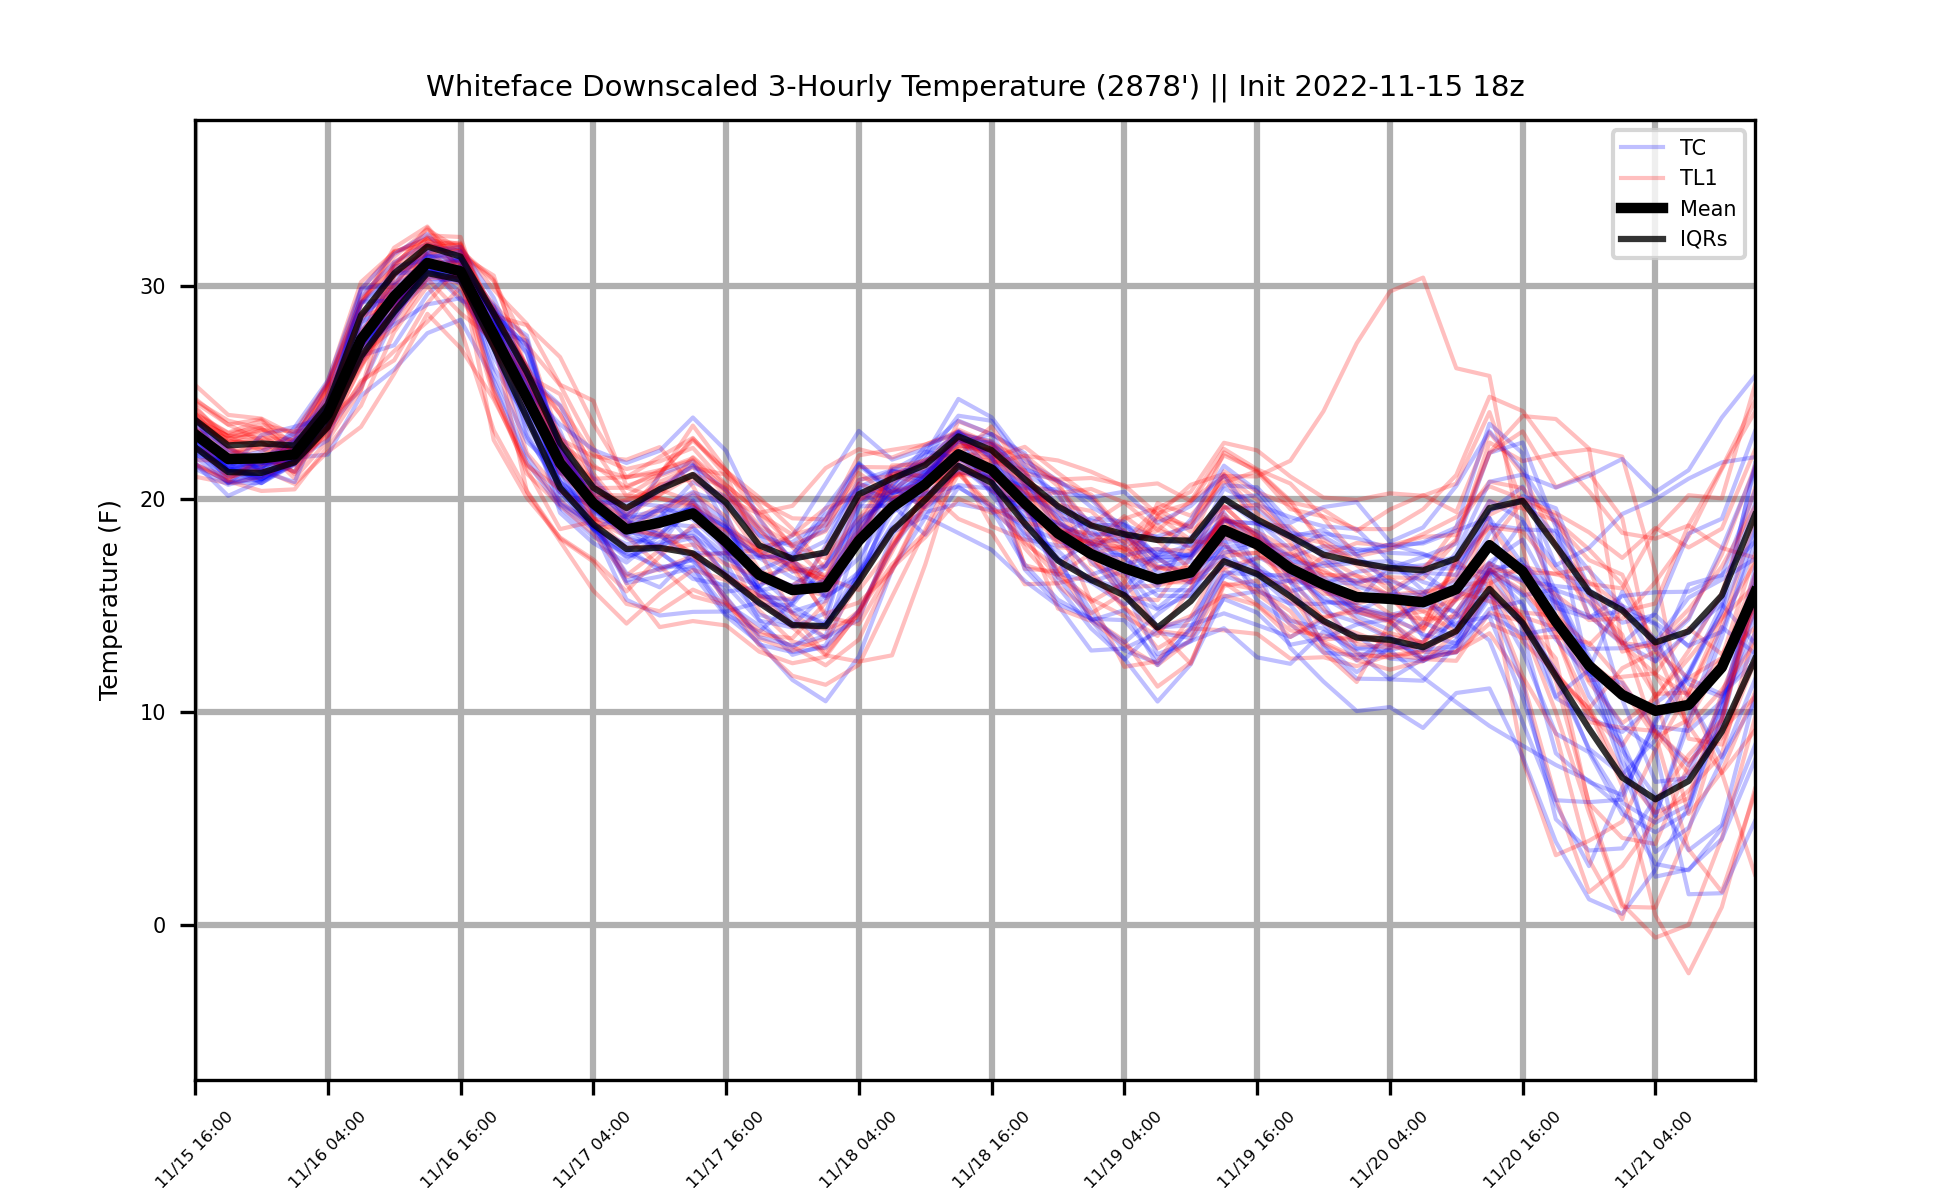 Whiteface Downscaled 3-Hourly Temperature (2878') || Init 2022-11-15 18z
TC
TL1
Mean
IQRs
Temperature (F)
30
20
10
0
11/15 16:00
11/16 04:00
11/16 16:00
11/17 04:00
11/17 16:00
11/18 04:00
11/18 16:00
11/19 04:00
11/19 16:00
11/20 04:00
11/20 16:00
11/21 04:00